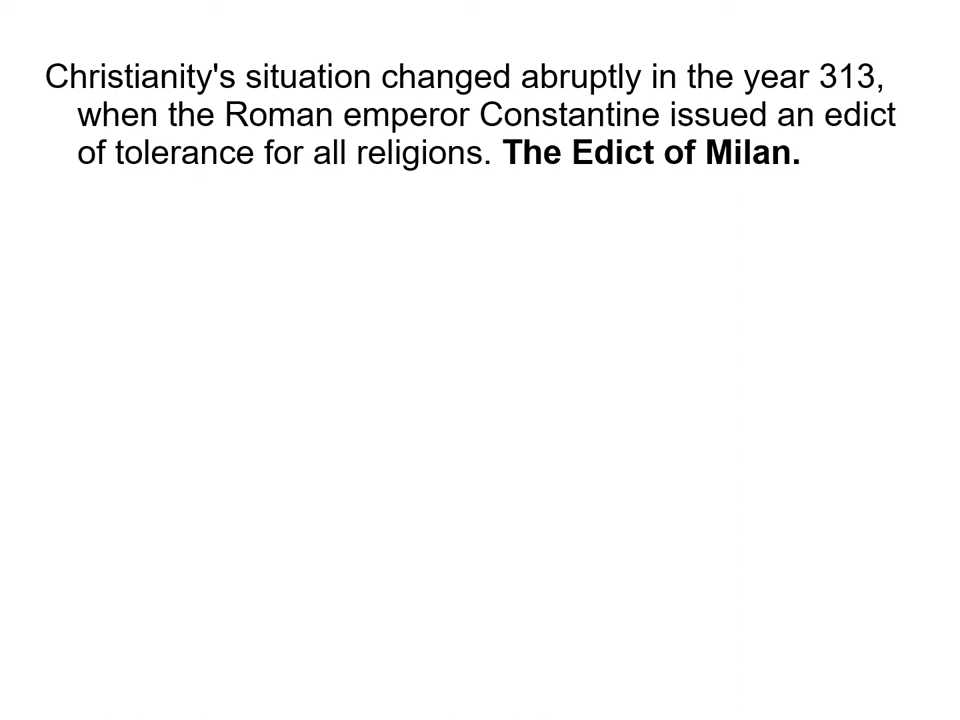 Christianity's situation changed abruptly in the year 313,
when the Roman emperor Constantine issued an edict
of tolerance for all religions. The Edict of Milan.